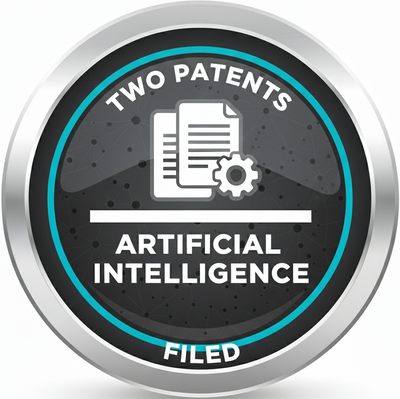 TWO PATENTS
ARTIFICIAL
INTELLIGENCE
FILED